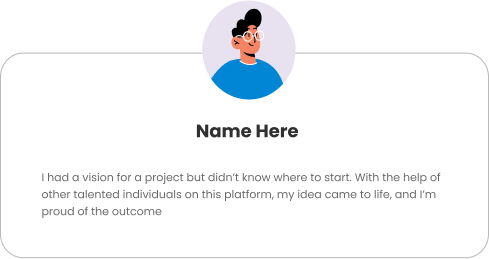 Name Here
I had a vision for a project but didn't know where to start. With the help of
other talented individuals on this platform, my idea came to life, and I'm
proud of the outcome